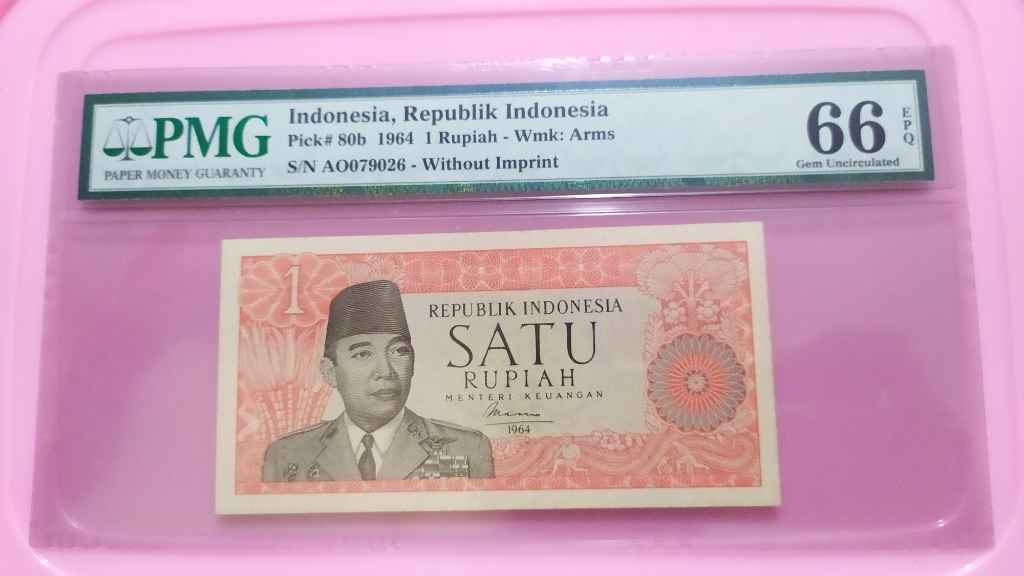 PMG
PAPER MONEY GUARANTY
Indonesia, Republik Indonesia
Pick# 80b 1964 1 Rupiah - Wmk: Arms
S/N AO079026 - Without Imprint
66
EPQ
Gem Uncirculated
1
REPUBLIK INDONESIA
SATU
RUPIAH
MENTERI KEUANGAN
1964